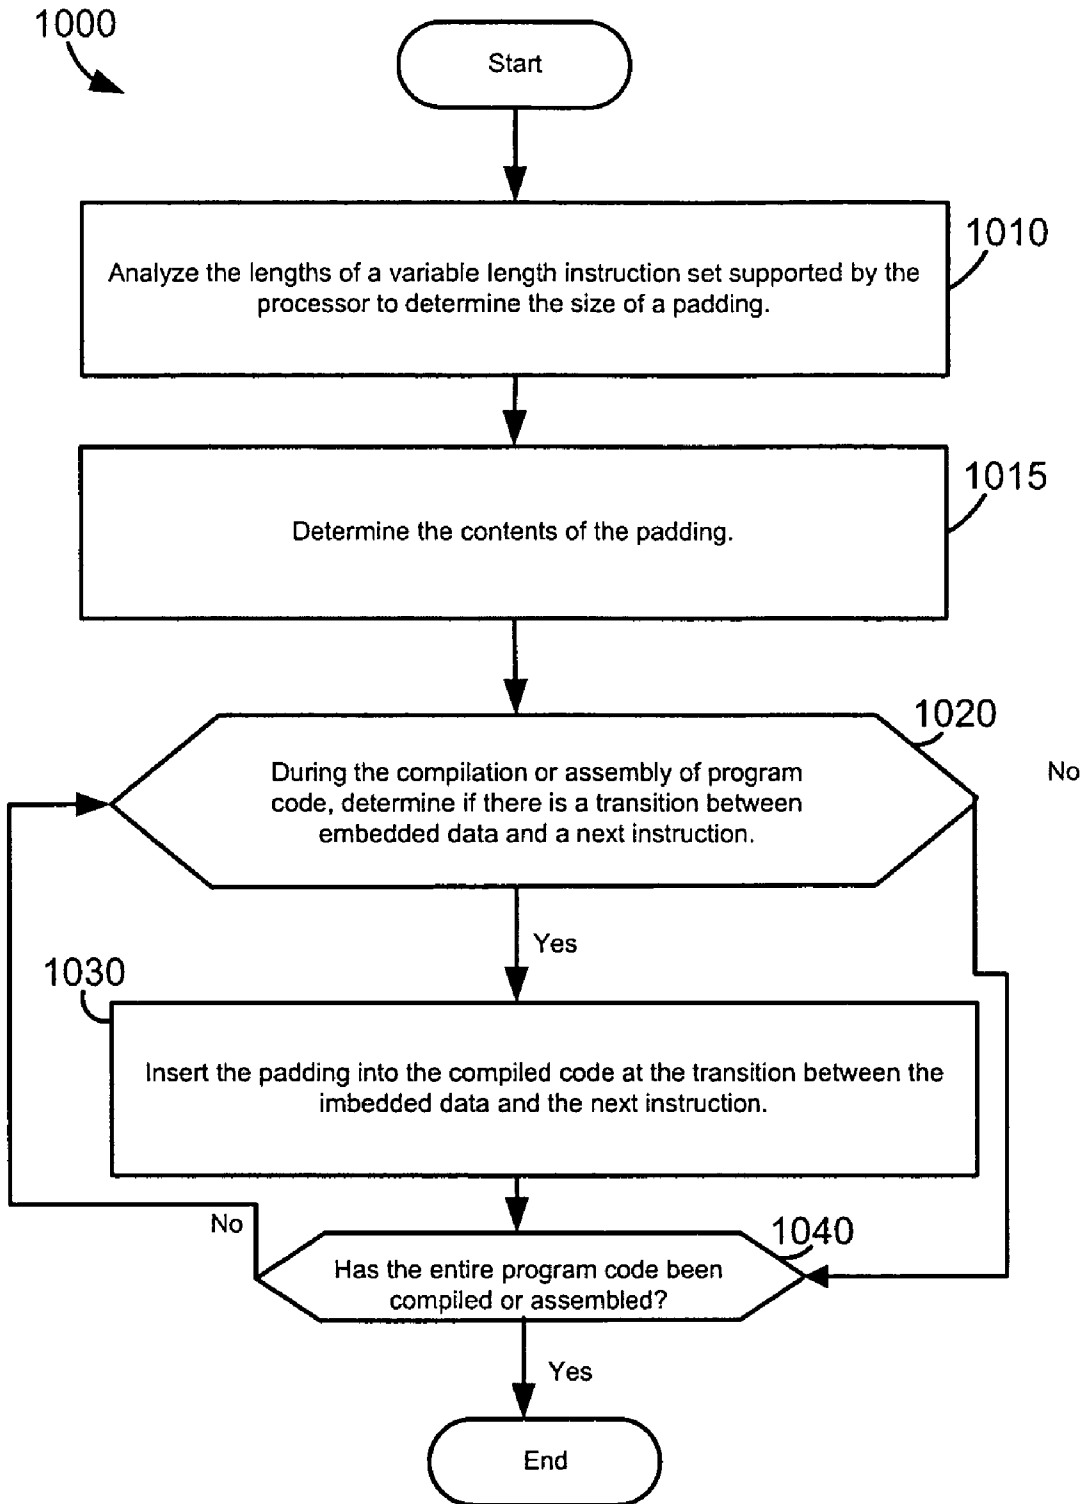 1000
Start
1010
Analyze the lengths of a variable length instruction set supported by the
processor to determine the size of a padding.
1015
Determine the contents of the padding.
1020
No
During the compilation or assembly of program
code, determine if there is a transition between
embedded data and a next instruction.
Yes
1030
Insert the padding into the compiled code at the transition between the
imbedded data and the next instruction.
No
1040
Has the entire program code been
compiled or assembled?
Yes
End